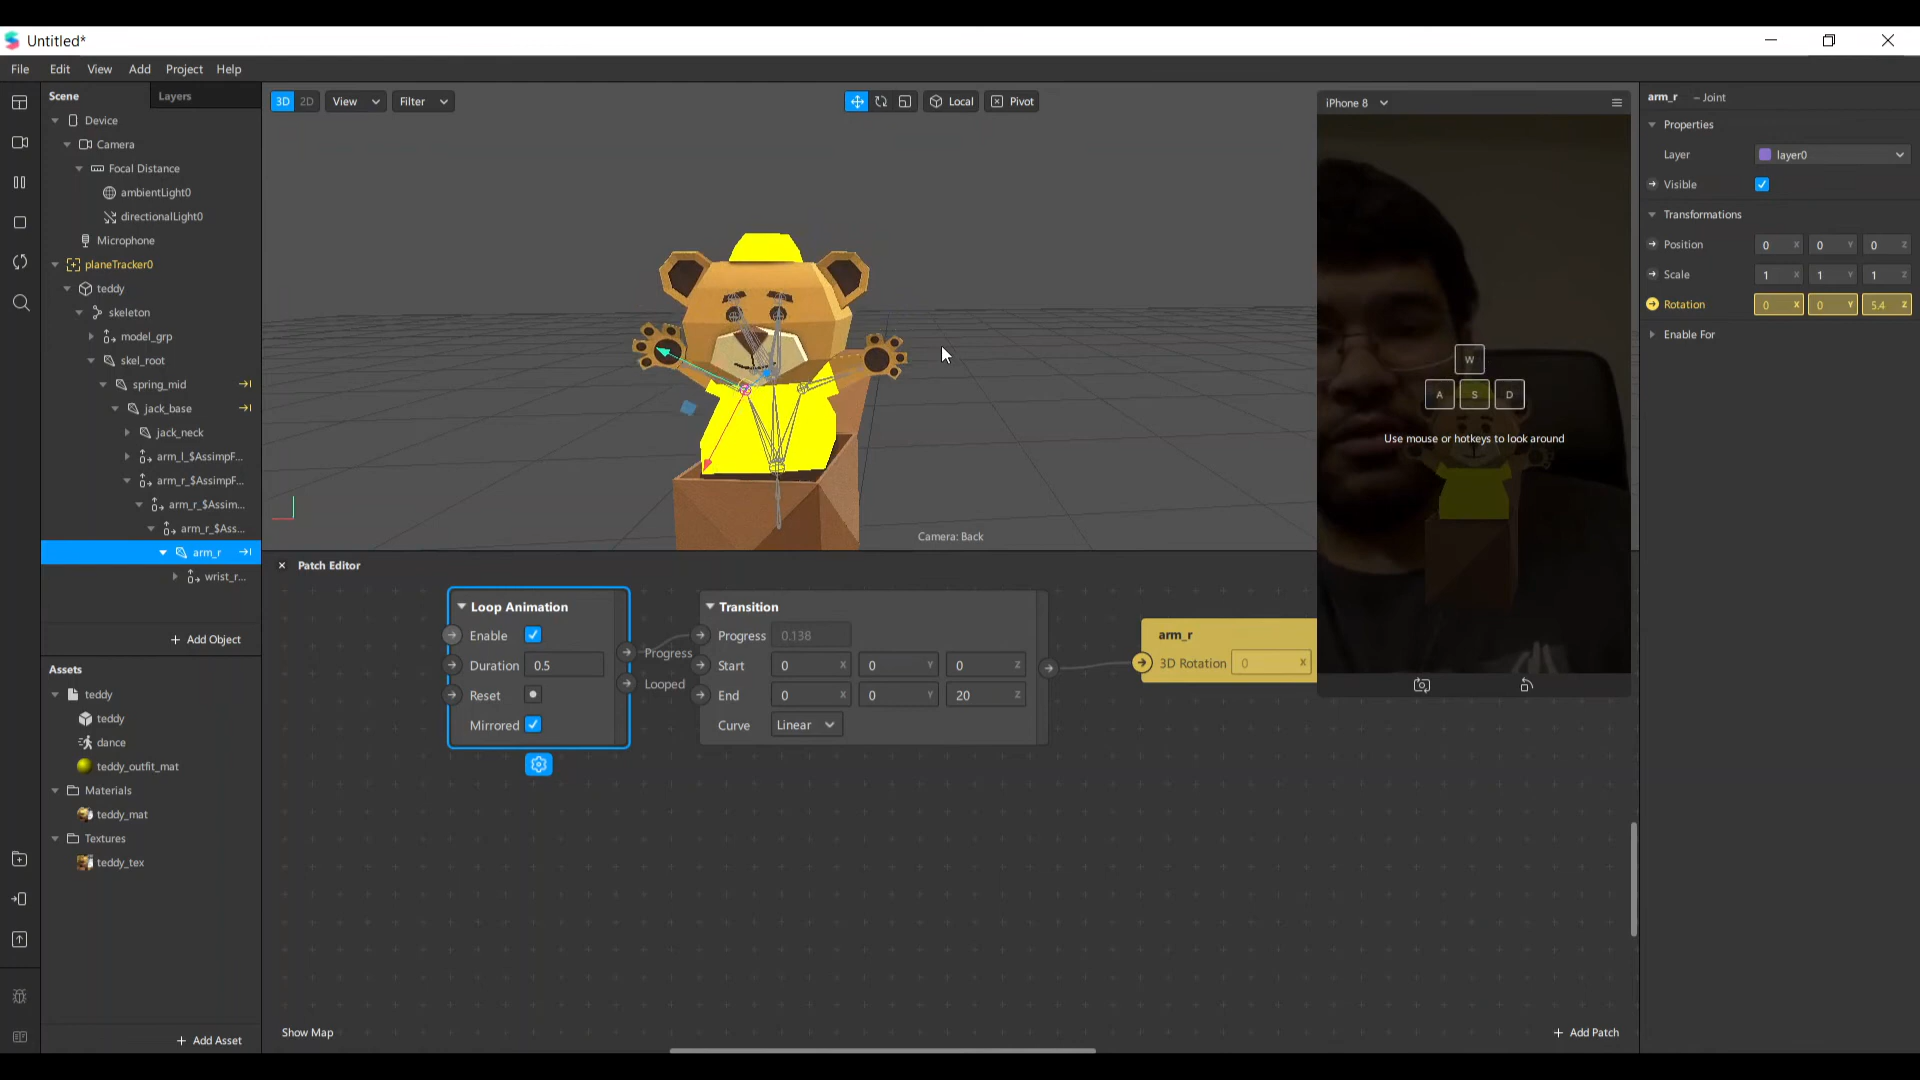 Untitled*
File Edit View Add Project Help
Scene Layers
Device
Camera
Focal Distance
ambientLight0
directionalLight0
Microphone
planeTracker0
teddy
skeleton
model_grp
skel_root
spring_mid
jack_base
jack_neck
arm_l_$AssimpF...
arm_r_$AssimpF...
arm_r_$Assim...
arm_r_$Ass...
arm_r
wrist_r...
+ Add Object
Assets
teddy
teddy
dance
teddy_outfit_mat
Materials
teddy_mat
Textures
teddy_tex
+ Add Asset
3D 2D View Filter Local Pivot
Camera: Back
iPhone 8
W
A S D
Use mouse or hotkeys to look around
Patch Editor
Loop Animation
Enable
Duration 0.5
Reset
Mirrored
Progress
Looped
Transition
Progress 0.138
Start 0 X 0 Y 0 Z
End 0 X 0 Y 20 Z
Curve Linear
arm_r
3D Rotation 0 X
Show Map
+ Add Patch
arm_r – Joint
Properties
Layer layer0
Visible
Transformations
Position 0 X 0 Y 0 Z
Scale 1 X 1 Y 1 Z
Rotation 0 X 0 Y 5.4 Z
Enable For